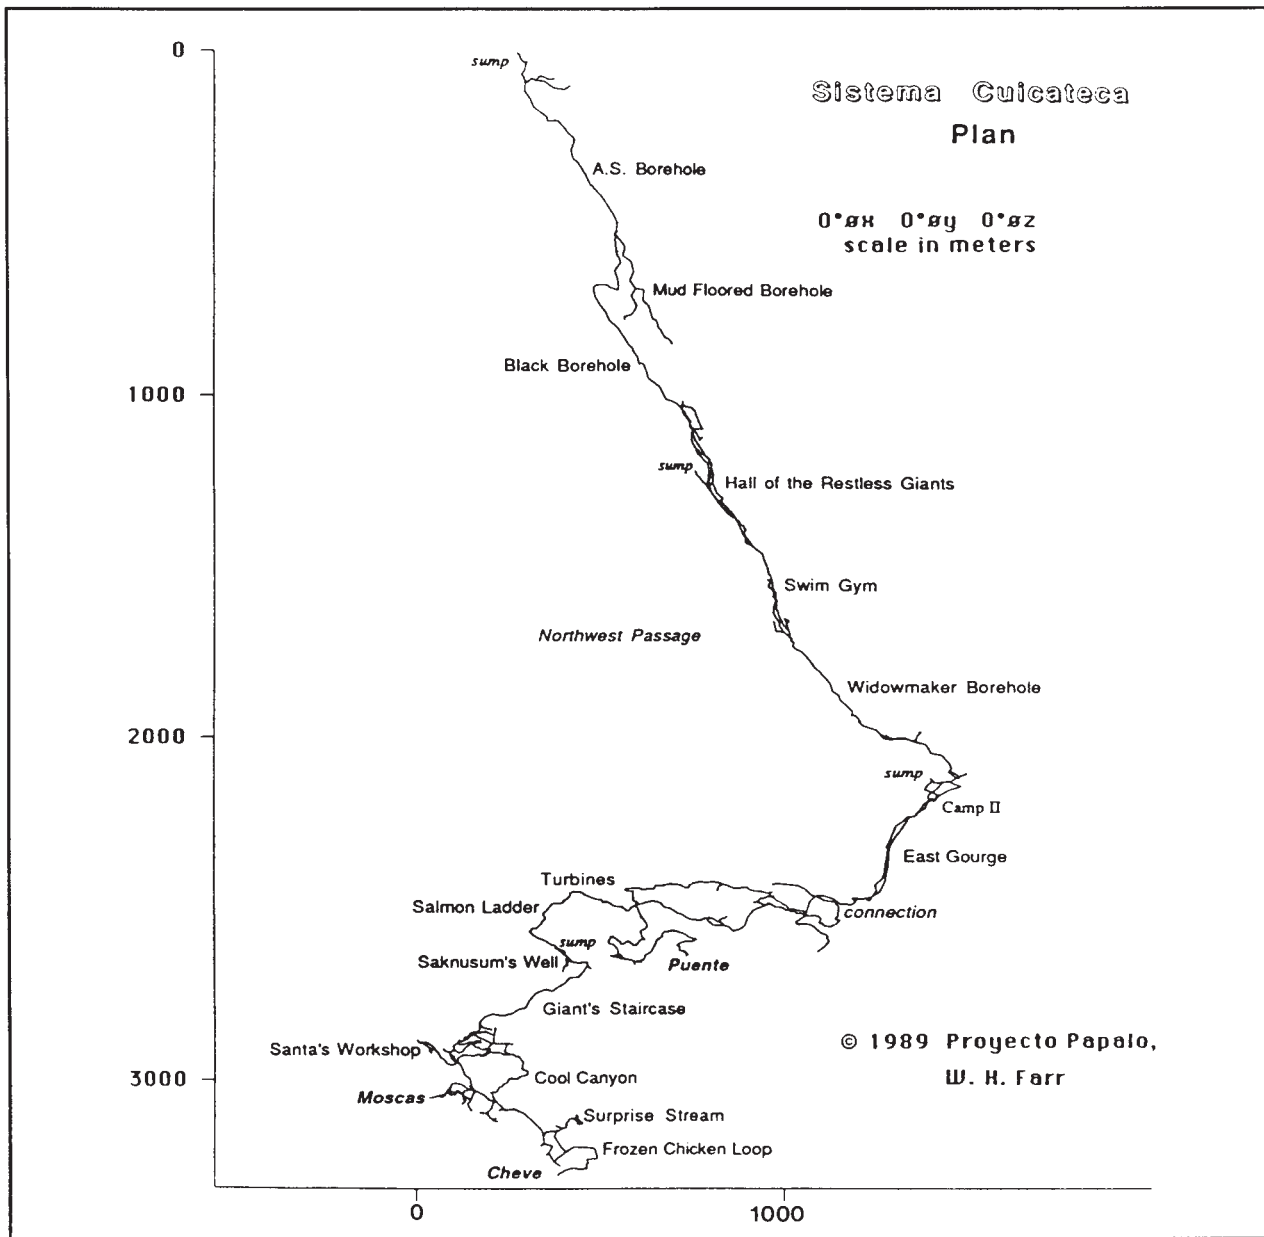 0
sump
Sistema Cuicateca
Plan
A.S. Borehole
0°øx 0°øy 0°øz
scale in meters
Mud Floored Borehole
Black Borehole
1000
sump
Hall of the Restless Giants
Swim Gym
Northwest Passage
Widowmaker Borehole
2000
sump
Camp II
East Gourge
Turbines
Salmon Ladder
connection
sump
Saknusum's Well
Puente
Giant's Staircase
Santa's Workshop
© 1989 Proyecto Papalo,
W. H. Farr
3000
Cool Canyon
Moscas
Surprise Stream
Frozen Chicken Loop
Cheve
0
1000